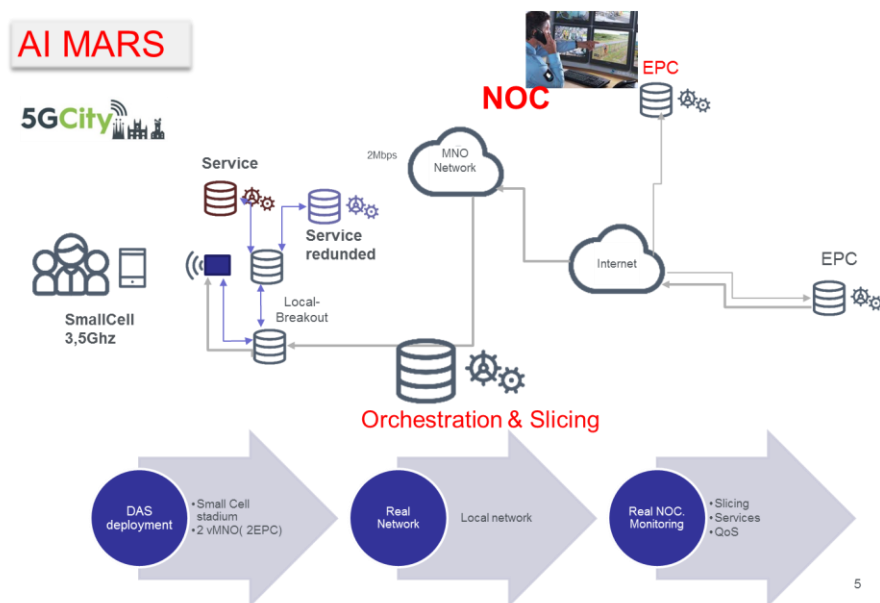 AI MARS
5GCity
NOC
EPC
2Mbps
MNO
Network
Service
Service
redunded
Internet
EPC
SmallCell
3,5Ghz
Local-
Breakout
Orchestration & Slicing
DAS
deployment
• Small Cell
stadium
• 2 vMNO( 2EPC)
Real
Network
Local network
Real NOC.
Monitoring
• Slicing
• Services
• QoS
5